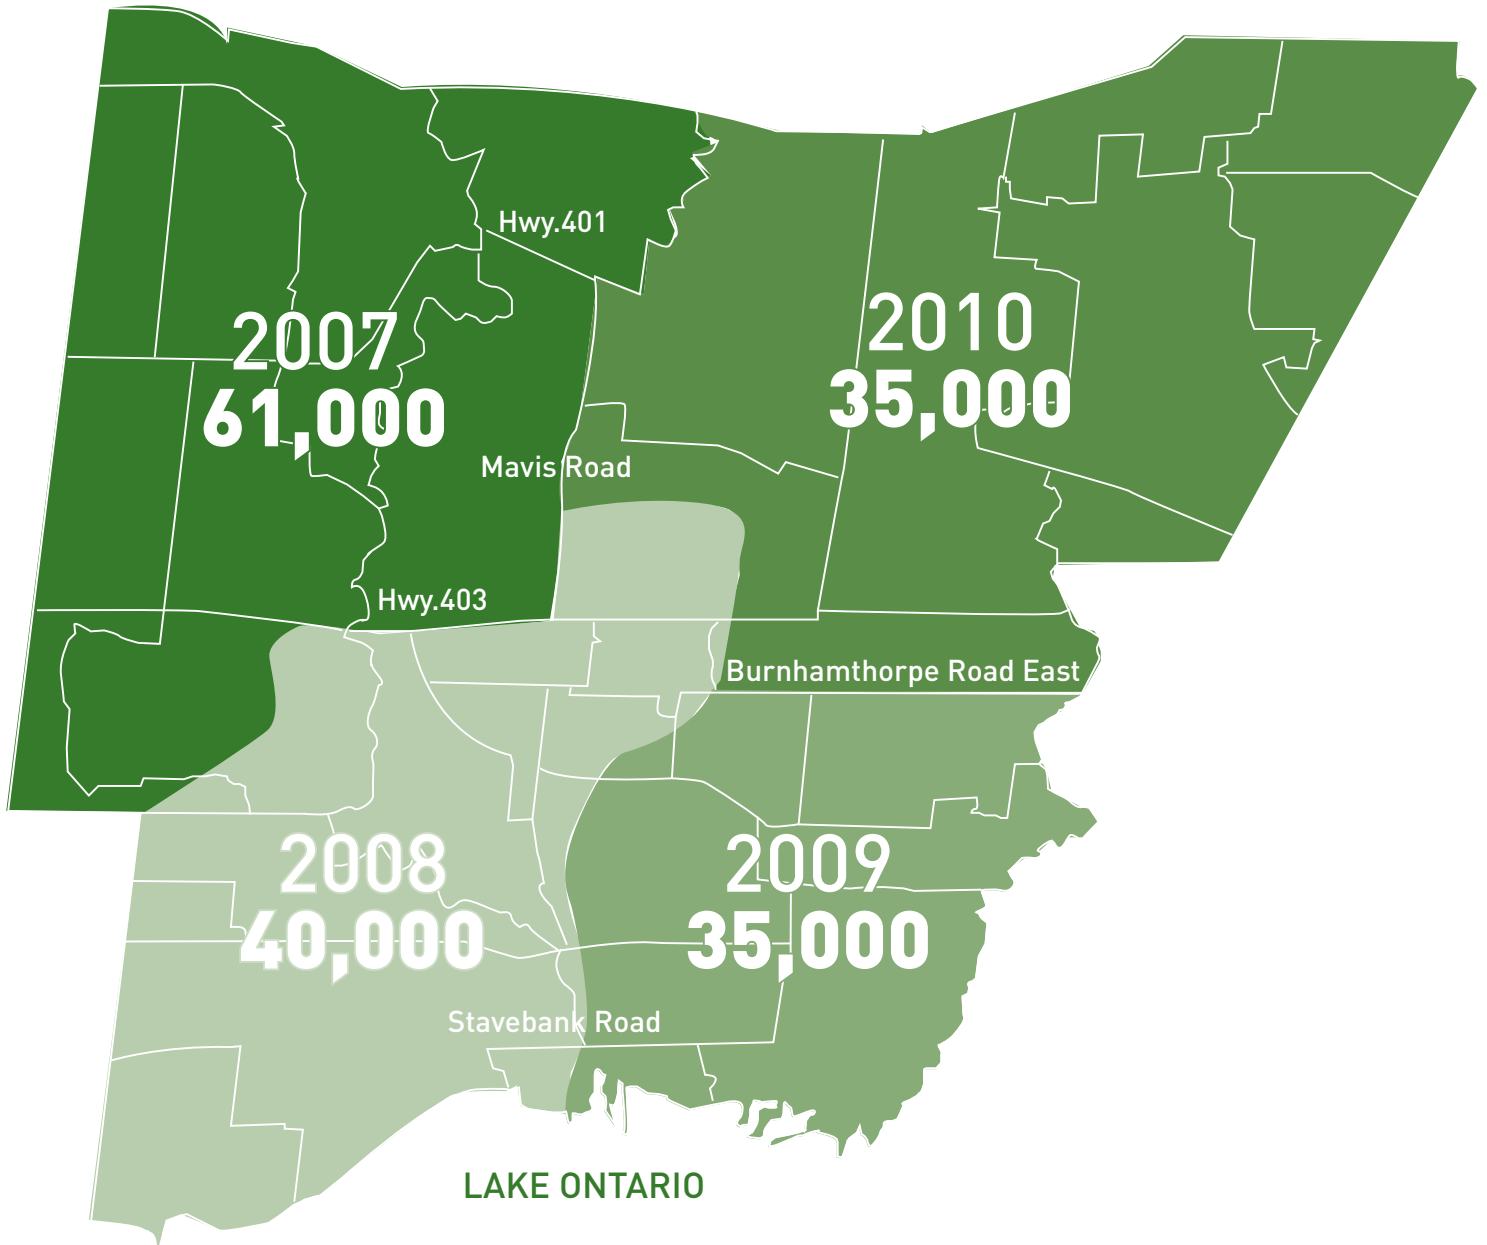 Hwy.401
2007
61,000
2010
35,000
Mavis Road
Hwy.403
Burnhamthorpe Road East
2008
40,000
2009
35,000
Stavebank Road
LAKE ONTARIO